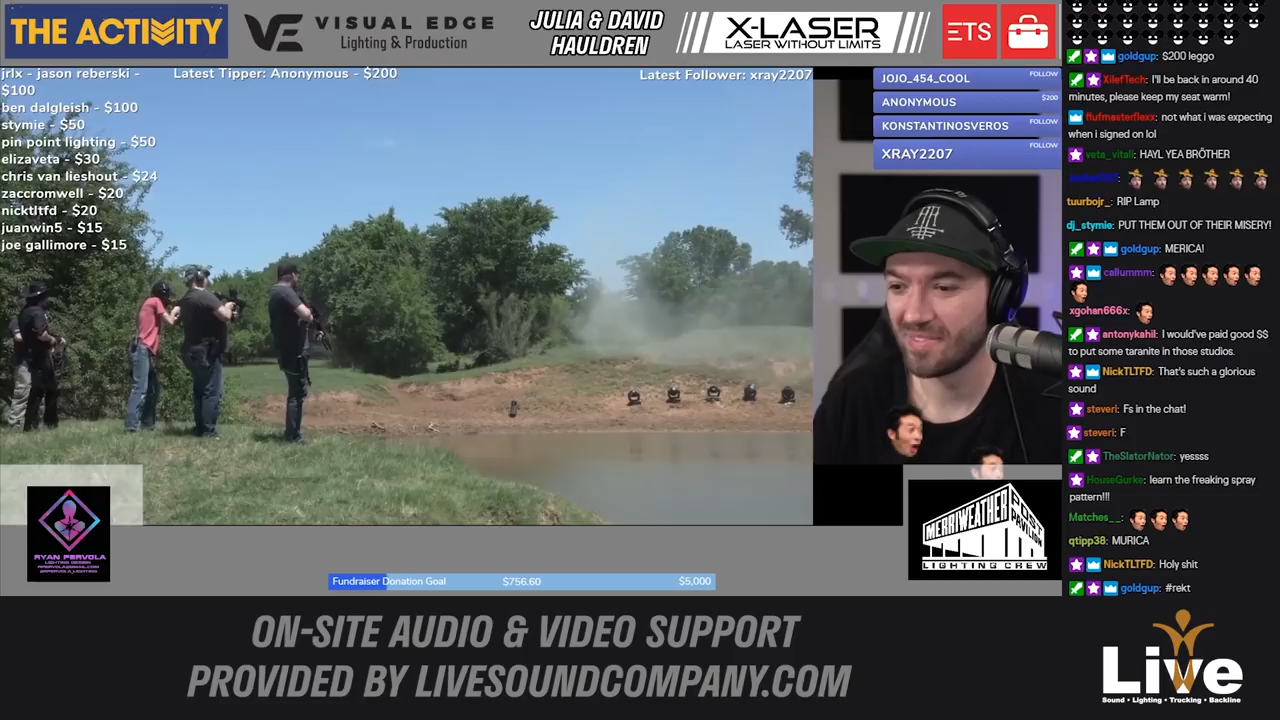 THE ACTIVITY
VE VISUAL EDGE
Lighting & Production
JULIA & DAVID
HAULDREN
X-LASER
LASER WITHOUT LIMITS
ETS
jrlx - jason reberski -
$100
ben dalgleish - $100
stymie - $50
pin point lighting - $50
elizaveta - $30
chris van lieshout - $24
zaccromwell - $20
nicktltfd - $20
juanwin5 - $15
joe gallimore - $15
Latest Tipper: Anonymous - $200
Latest Follower: xray2207
JOJO_454_COOL FOLLOW
ANONYMOUS $200
KONSTANTINOSVEROS FOLLOW
XRAY2207 FOLLOW
goldgup: $200 leggo
XilefTech: I'll be back in around 40
minutes, please keep my seat warm!
flufmasterflexx: not what i was expecting
when i signed on lol
veta_vitali: HAYL YEA BRÖTHER
tuurbojr_: RIP Lamp
dj_stymie: PUT THEM OUT OF THEIR MISERY!
goldgup: MERICA!
callummm:
xgohan666x:
antonykahil: I would've paid good $$
to put some taranite in those studios.
NickTLTFD: That's such a glorious
sound
steveri: Fs in the chat!
steveri: F
TheSlatorNator: yessss
HouseGurke: learn the freaking spray
pattern!!!
Matches__:
qtipp38: MURICA
NickTLTFD: Holy shit
goldgup: #rekt
RYAN PERVOLA
LIGHTING DESIGN
MERRIWEATHER
POST
PAVILION
LIGHTING CREW
Fundraiser Donation Goal $756.60 $5,000
ON-SITE AUDIO & VIDEO SUPPORT
PROVIDED BY LIVESOUNDCOMPANY.COM
Live
Sound • Lighting • Trucking • Backline